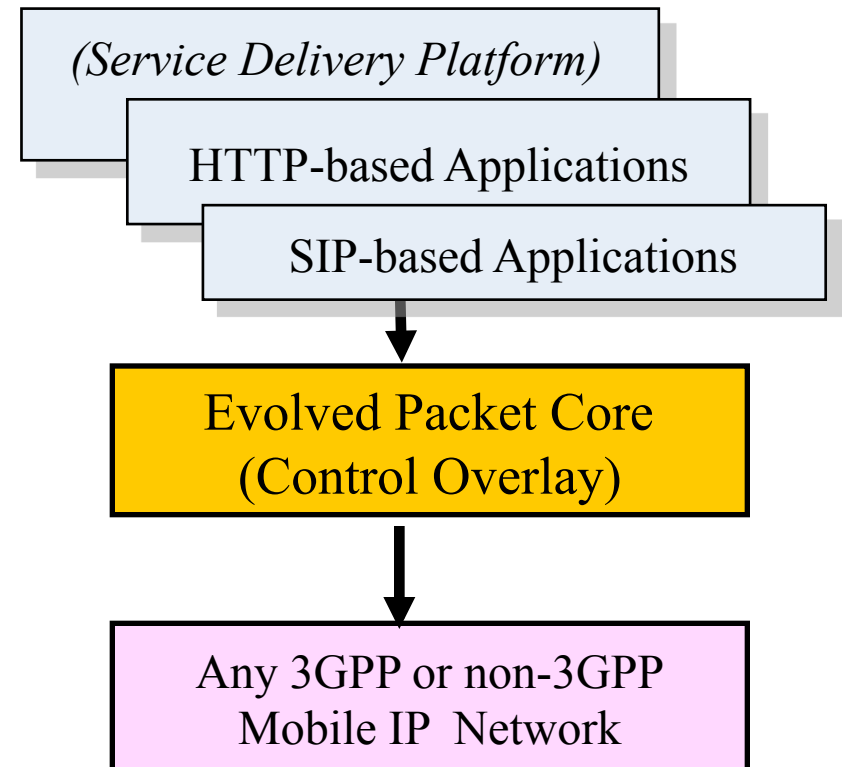 (Service Delivery Platform)
HTTP-based Applications
SIP-based Applications
Evolved Packet Core
(Control Overlay)
Any 3GPP or non-3GPP
Mobile IP Network